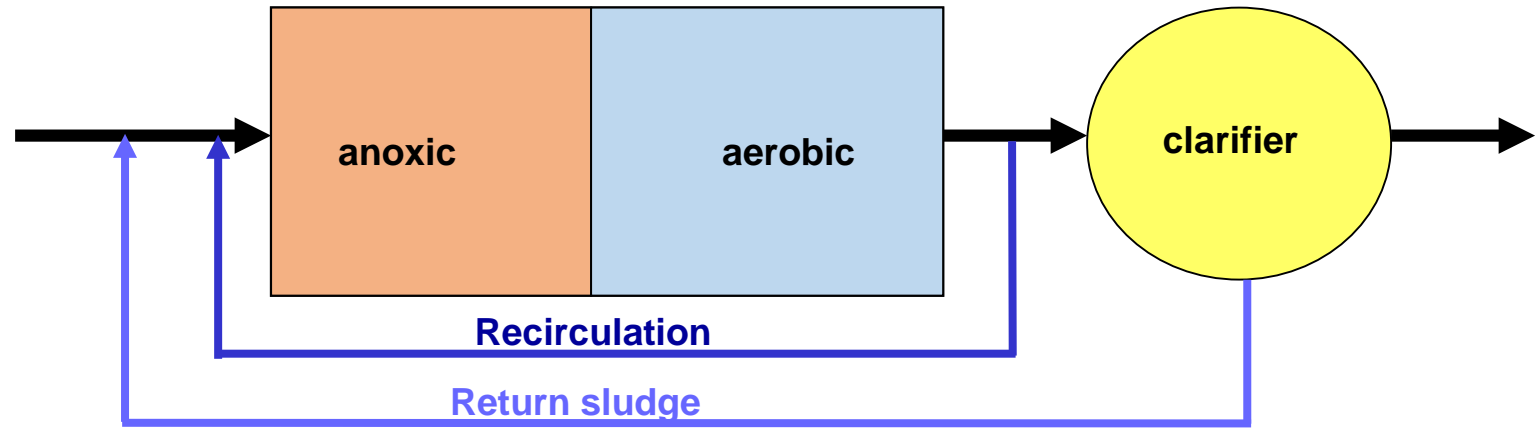 anoxic
aerobic
clarifier
Recirculation
Return sludge